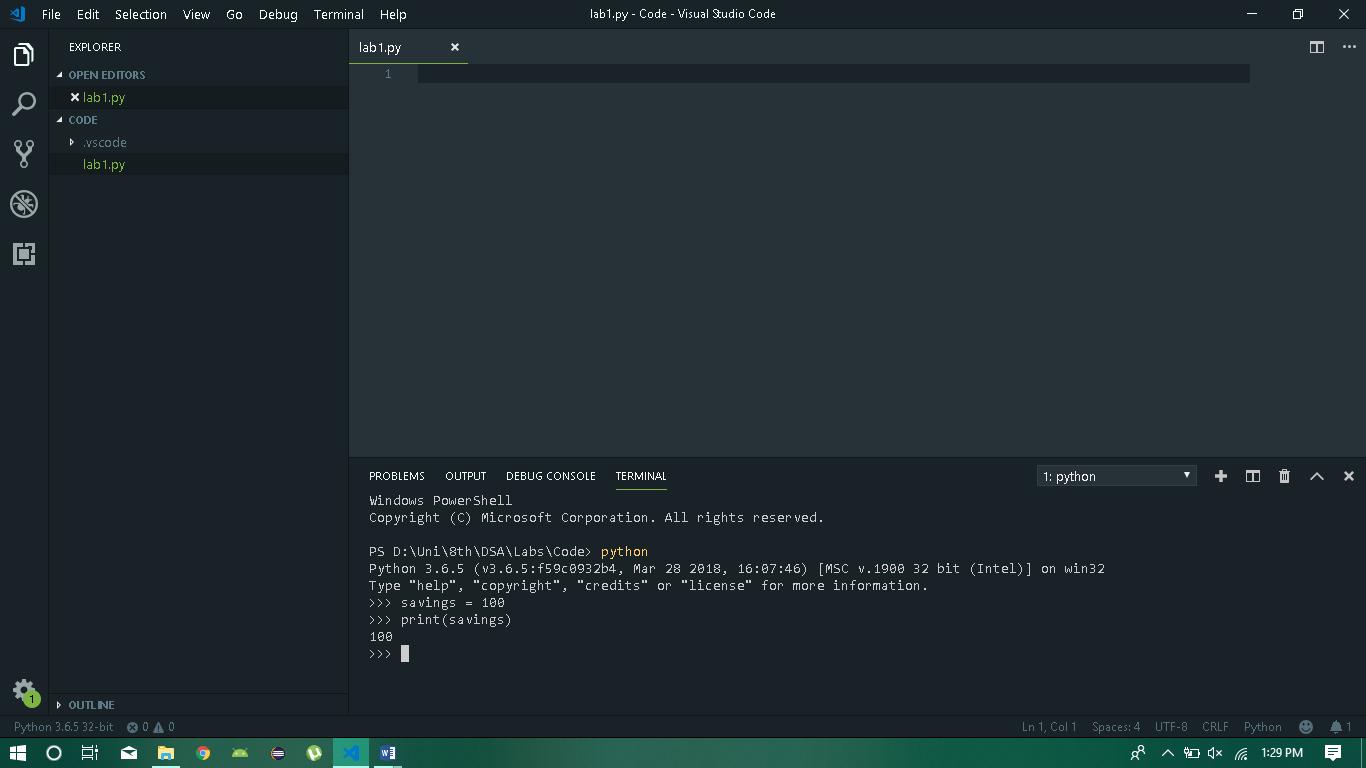 File Edit Selection View Go Debug Terminal Help lab1.py - Code - Visual Studio Code
EXPLORER
OPEN EDITORS
lab1.py
CODE
.vscode
lab1.py
OUTLINE
lab1.py
1
PROBLEMS OUTPUT DEBUG CONSOLE TERMINAL 1: python
Windows PowerShell
Copyright (C) Microsoft Corporation. All rights reserved.
PS D:\Uni\8th\DSA\Labs\Code> python
Python 3.6.5 (v3.6.5:f59c0932b4, Mar 28 2018, 16:07:46) [MSC v.1900 32 bit (Intel)] on win32
Type "help", "copyright", "credits" or "license" for more information.
>>> savings = 100
>>> print(savings)
100
>>>
1
Python 3.6.5 32-bit 0 0 Ln 1, Col 1 Spaces: 4 UTF-8 CRLF Python 1
1:29 PM